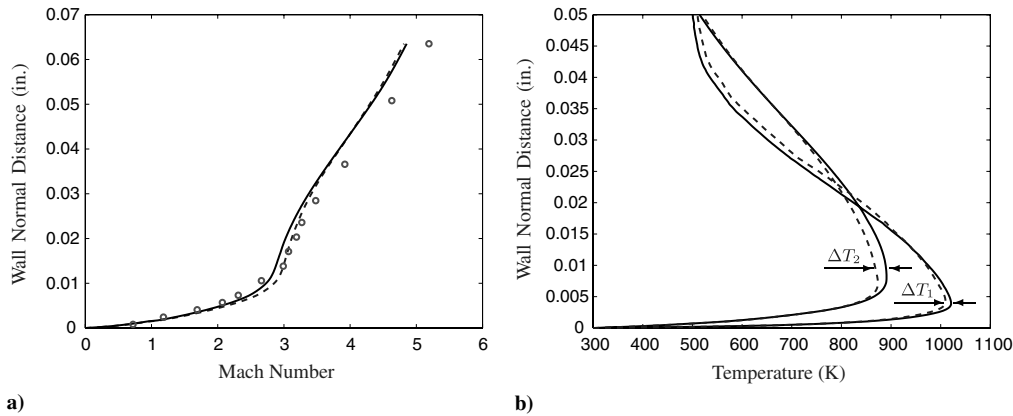 0.07
0.06
0.05
0.04
0.03
0.02
0.01
0
Wall Normal Distance (in.)
0 1 2 3 4 5 6
Mach Number
a)
0.05
0.045
0.04
0.035
0.03
0.025
0.02
0.015
0.01
0.005
0
Wall Normal Distance (in.)
ΔT₂
ΔT₁
300 400 500 600 700 800 900 1000 1100
Temperature (K)
b)